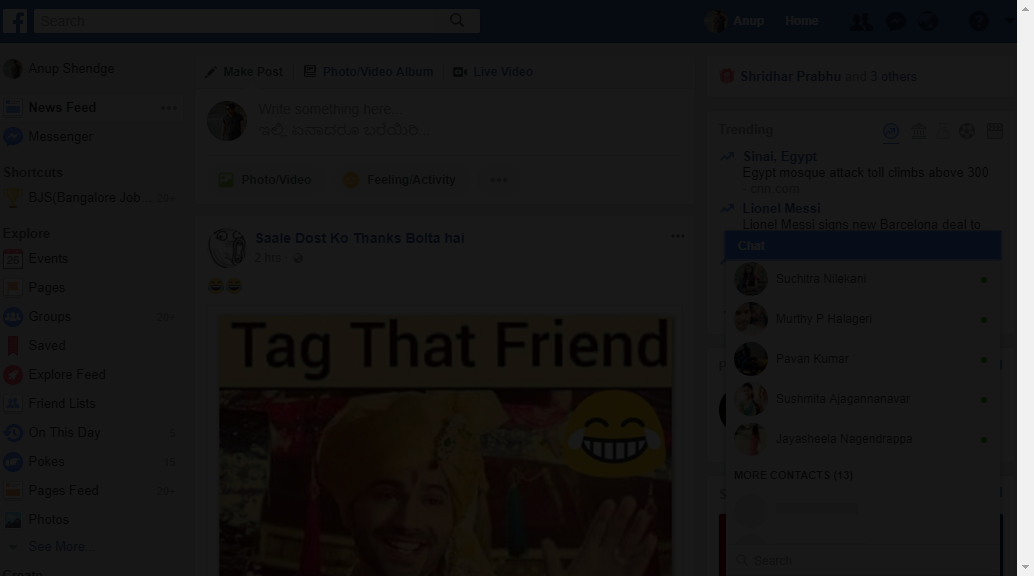 Search
Anup
Home
Anup Shendge
News Feed
Messenger
Shortcuts
BJS(Bangalore Job... 20+
Explore
28 Events
Pages
Groups 20+
Saved
Explore Feed
Friend Lists
On This Day 5
Pokes 15
Pages Feed 20+
Photos
See More...
Create
Make Post
Photo/Video Album
Live Video
Write something here...
ಇಲ್ಲಿ ಏನಾದರೂ ಬರೆಯಿರಿ...
Photo/Video
Feeling/Activity
Saale Dost Ko Thanks Bolta hai
2 hrs
Tag That Friend
Shridhar Prabhu and 3 others
Trending
Sinai, Egypt
Egypt mosque attack toll climbs above 300
- cnn.com
Lionel Messi
Lionel Messi signs new Barcelona deal to
Chat
Suchitra Nilekani
Murthy P Halageri
Pavan Kumar
Sushmita Ajagannanavar
Jayasheela Nagendrappa
MORE CONTACTS (13)
Search